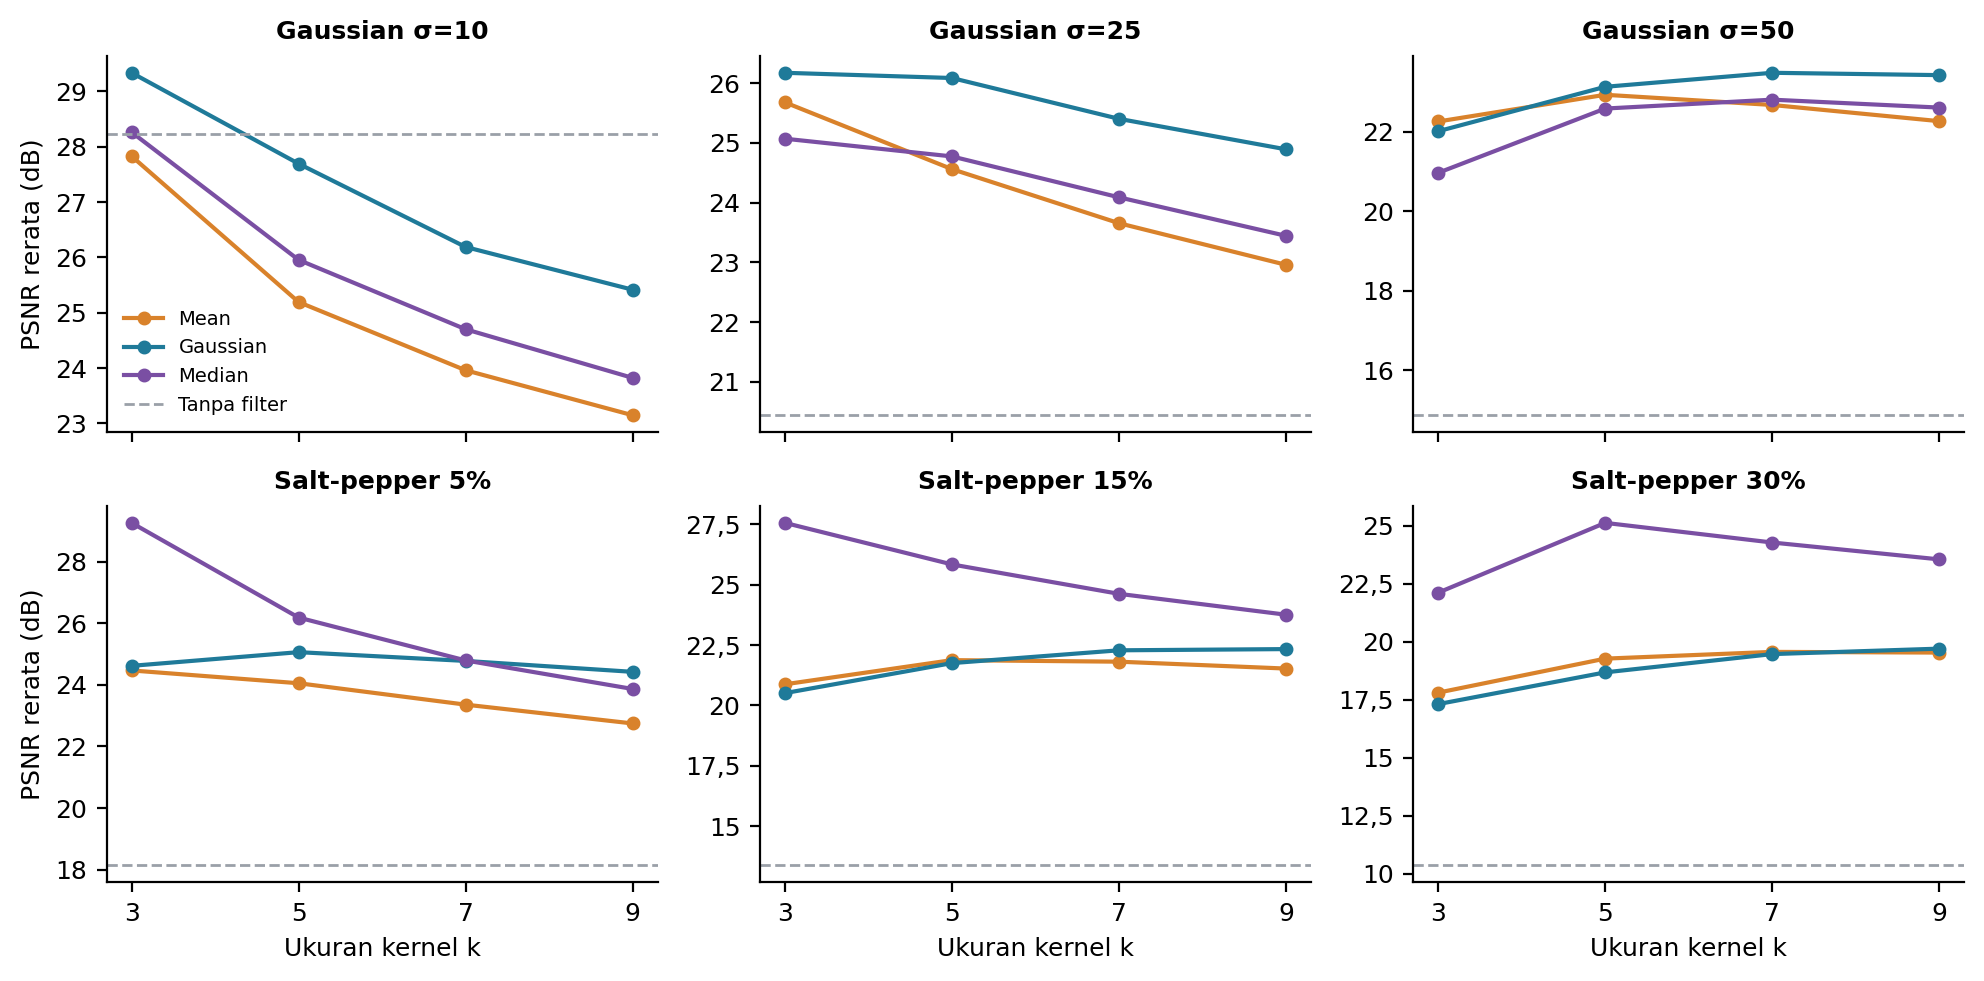 Gaussian σ=10
Gaussian σ=25
Gaussian σ=50
PSNR rerata (dB)
29
28
27
26
25
24
23
Mean
Gaussian
Median
Tanpa filter
26
25
24
23
22
21
22
20
18
16
Salt-pepper 5%
Salt-pepper 15%
Salt-pepper 30%
PSNR rerata (dB)
28
26
24
22
20
18
3 5 7 9
Ukuran kernel k
27,5
25
22,5
20
17,5
15
3 5 7 9
Ukuran kernel k
25
22,5
20
17,5
15
12,5
10
3 5 7 9
Ukuran kernel k